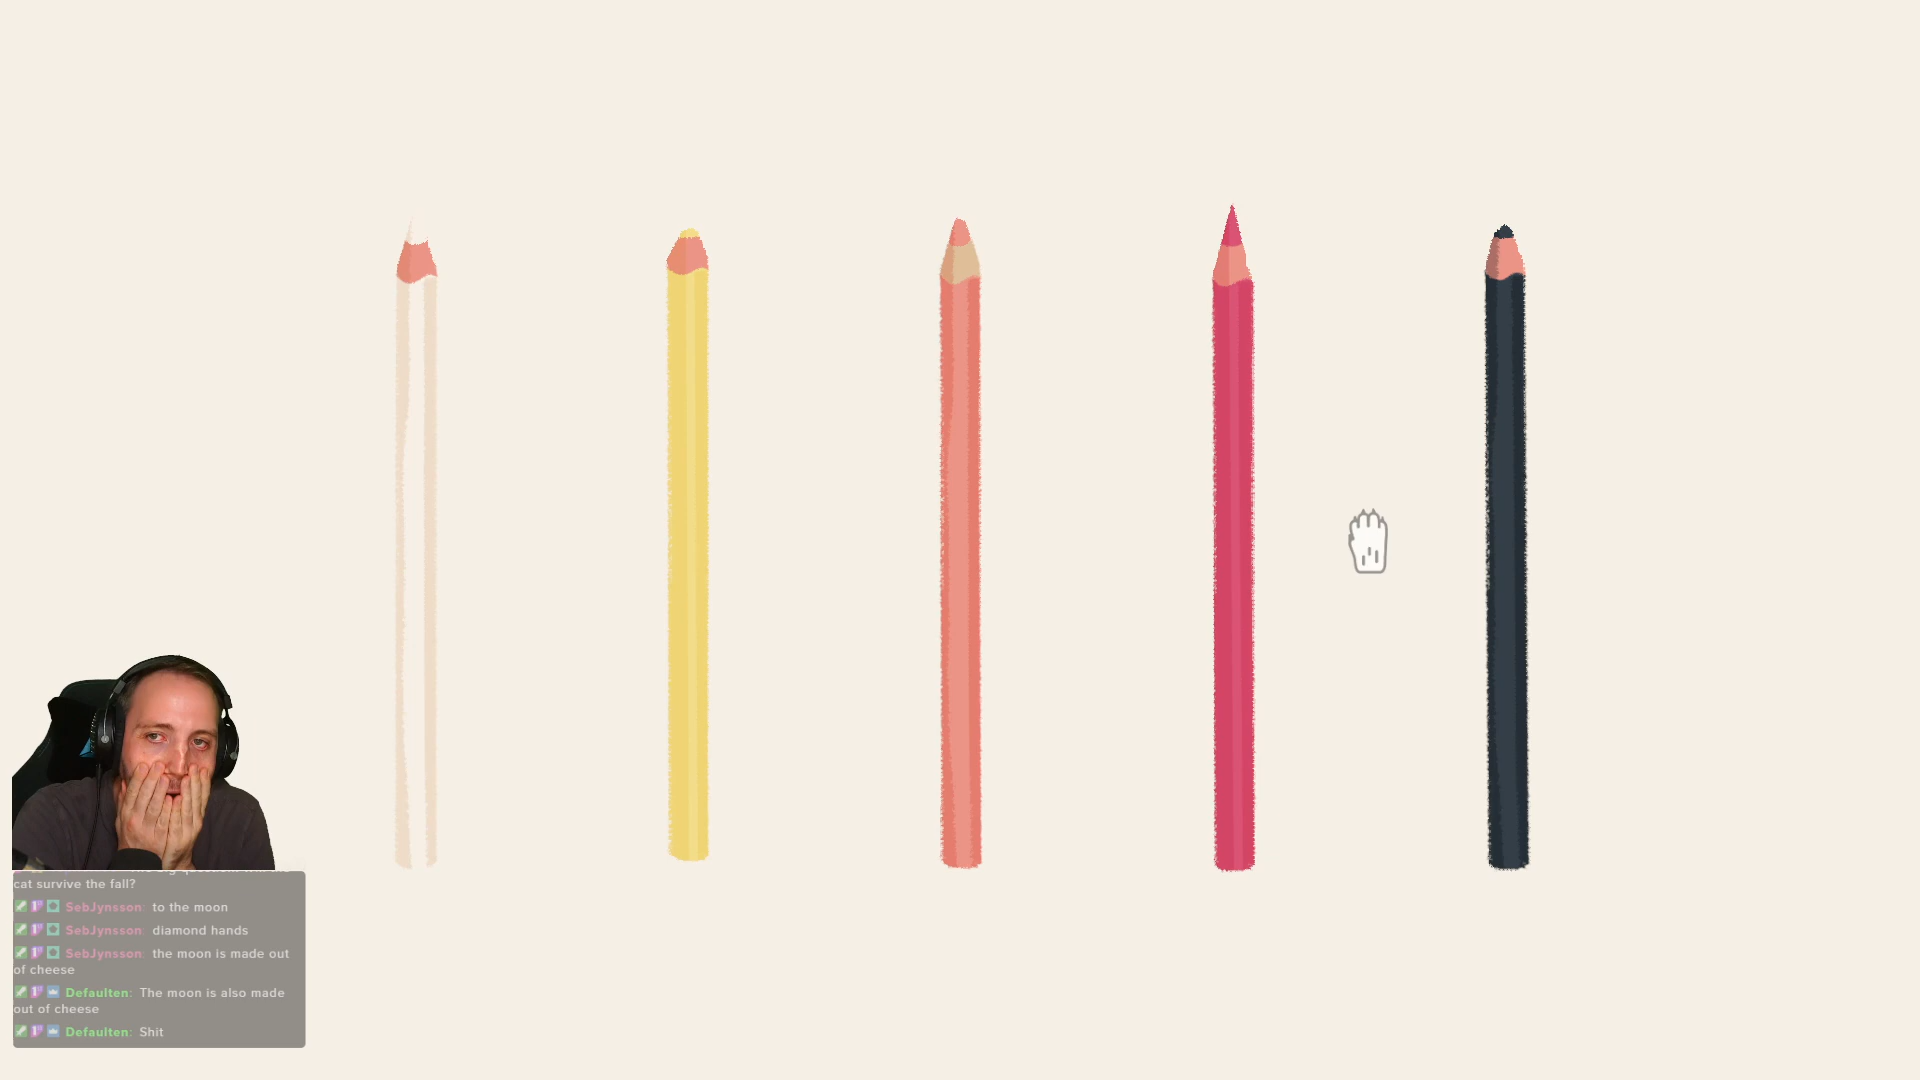 cat survive the fall?
SebJynsson: to the moon
SebJynsson: diamond hands
SebJynsson: the moon is made out
of cheese
Defaulten: The moon is also made
out of cheese
Defaulten: Shit